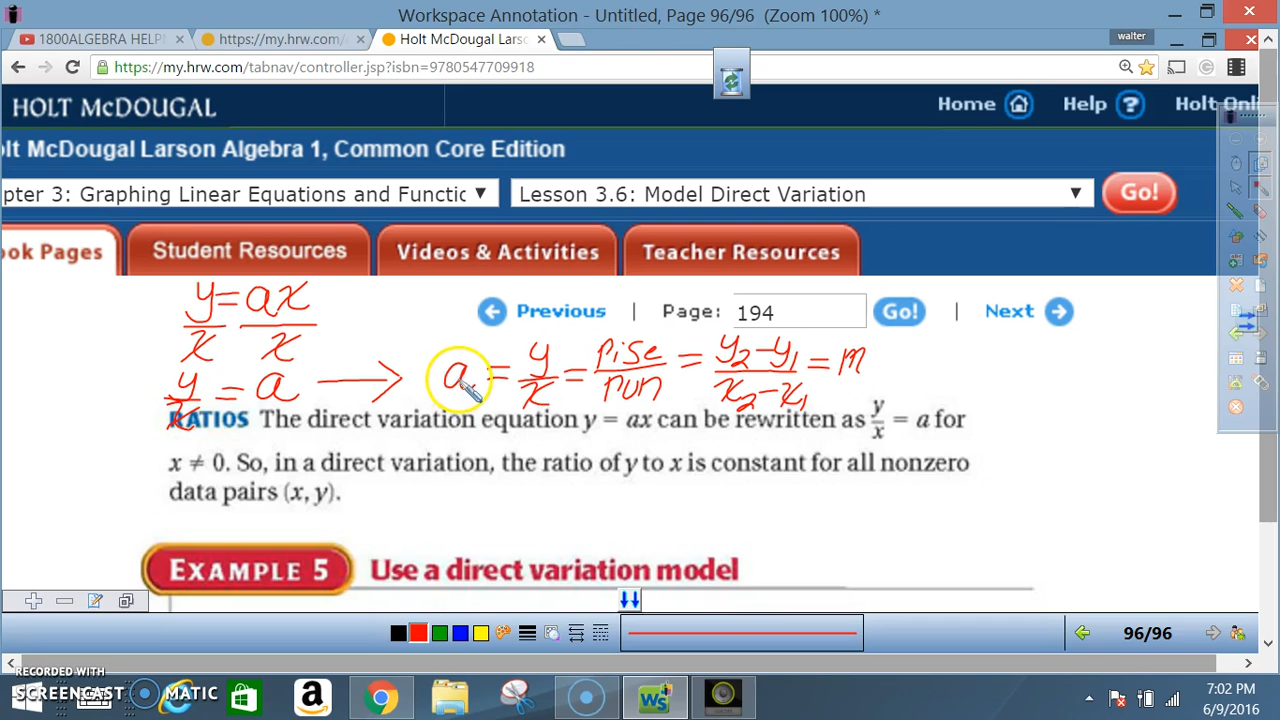 Workspace Annotation - Untitled, Page 96/96 (Zoom 100%) *
1800ALGEBRA HELP
https://my.hrw.com/
Holt McDougal Lars
walter
https://my.hrw.com/tabnav/controller.jsp?isbn=9780547709918
HOLT McDOUGAL
Home
Help
Holt Onli
olt McDougal Larson Algebra 1, Common Core Edition
pter 3: Graphing Linear Equations and Functic
Lesson 3.6: Model Direct Variation
Go!
ook Pages
Student Resources
Videos & Activities
Teacher Resources
Previous | Page: 194 Go! | Next
y/x = ax/x
y/x = a → a = y/x = rise/run = y₂-y₁/x₂-x₁ = m
RATIOS The direct variation equation y = ax can be rewritten as y/x = a for
x ≠ 0. So, in a direct variation, the ratio of y to x is constant for all nonzero
data pairs (x, y).
EXAMPLE 5 Use a direct variation model
96/96
RECORDED WITH
SCREENCAST MATIC
7:02 PM
6/9/2016